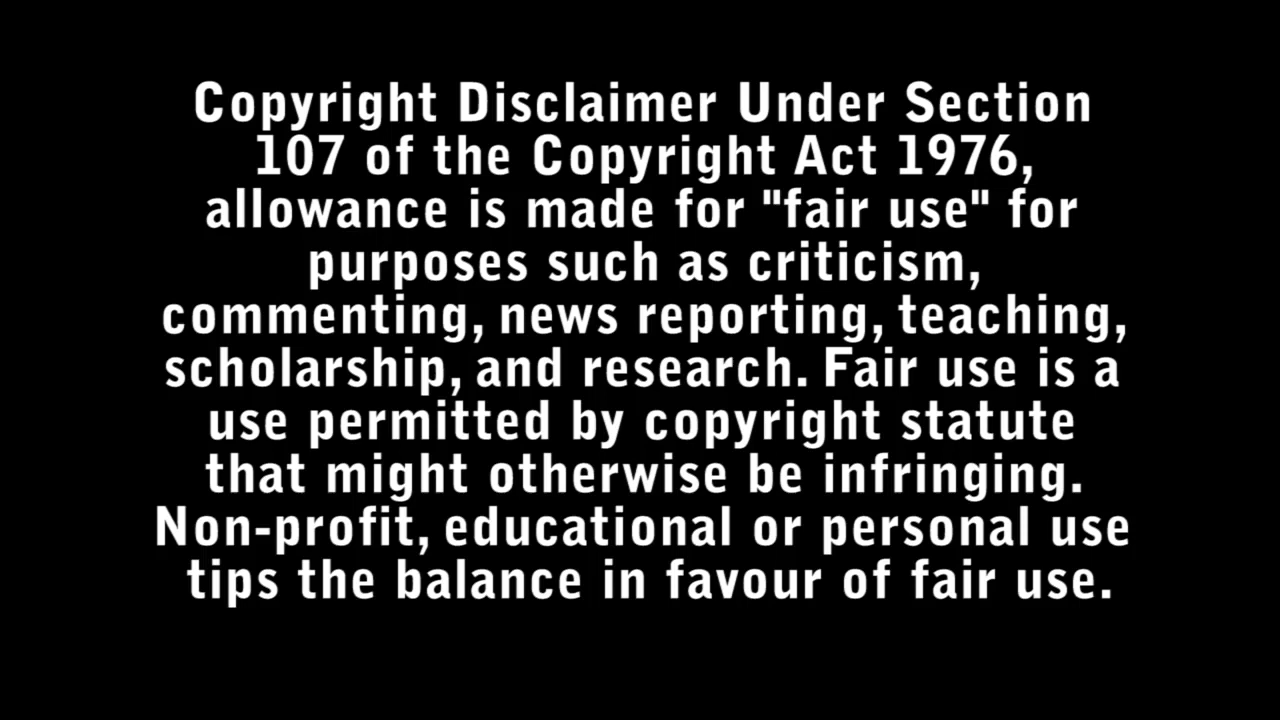 Copyright Disclaimer Under Section
107 of the Copyright Act 1976,
allowance is made for "fair use" for
purposes such as criticism,
commenting, news reporting, teaching,
scholarship, and research. Fair use is a
use permitted by copyright statute
that might otherwise be infringing.
Non-profit, educational or personal use
tips the balance in favour of fair use.